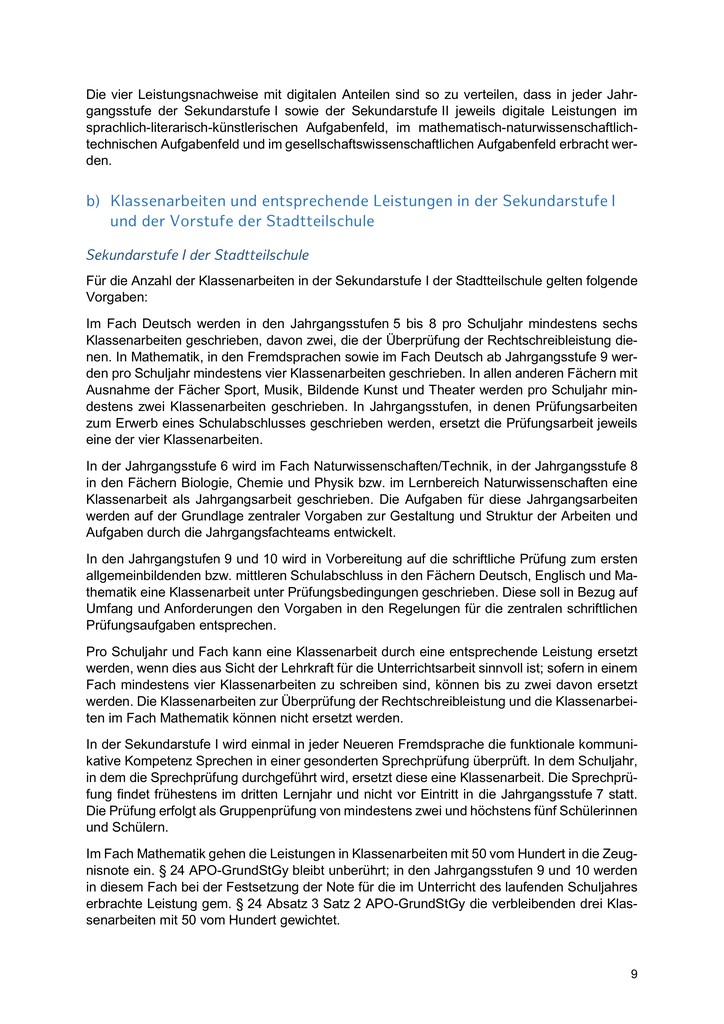 Die vier Leistungsnachweise mit digitalen Anteilen sind so zu verteilen, dass in jeder Jahr-
gangsstufe der Sekundarstufe I sowie der Sekundarstufe II jeweils digitale Leistungen im
sprachlich-literarisch-künstlerischen Aufgabenfeld, im mathematisch-naturwissenschaftlich-
technischen Aufgabenfeld und im gesellschaftswissenschaftlichen Aufgabenfeld erbracht wer-
den.
b) Klassenarbeiten und entsprechende Leistungen in der Sekundarstufe I
und der Vorstufe der Stadtteilschule
Sekundarstufe I der Stadtteilschule
Für die Anzahl der Klassenarbeiten in der Sekundarstufe I der Stadtteilschule gelten folgende
Vorgaben:
Im Fach Deutsch werden in den Jahrgangsstufen 5 bis 8 pro Schuljahr mindestens sechs
Klassenarbeiten geschrieben, davon zwei, die der Überprüfung der Rechtschreibleistung die-
nen. In Mathematik, in den Fremdsprachen sowie im Fach Deutsch ab Jahrgangsstufe 9 wer-
den pro Schuljahr mindestens vier Klassenarbeiten geschrieben. In allen anderen Fächern mit
Ausnahme der Fächer Sport, Musik, Bildende Kunst und Theater werden pro Schuljahr min-
destens zwei Klassenarbeiten geschrieben. In Jahrgangsstufen, in denen Prüfungsarbeiten
zum Erwerb eines Schulabschlusses geschrieben werden, ersetzt die Prüfungsarbeit jeweils
eine der vier Klassenarbeiten.
In der Jahrgangsstufe 6 wird im Fach Naturwissenschaften/Technik, in der Jahrgangsstufe 8
in den Fächern Biologie, Chemie und Physik bzw. im Lernbereich Naturwissenschaften eine
Klassenarbeit als Jahrgangsarbeit geschrieben. Die Aufgaben für diese Jahrgangsarbeiten
werden auf der Grundlage zentraler Vorgaben zur Gestaltung und Struktur der Arbeiten und
Aufgaben durch die Jahrgangsfachteams entwickelt.
In den Jahrgangstufen 9 und 10 wird in Vorbereitung auf die schriftliche Prüfung zum ersten
allgemeinbildenden bzw. mittleren Schulabschluss in den Fächern Deutsch, Englisch und Ma-
thematik eine Klassenarbeit unter Prüfungsbedingungen geschrieben. Diese soll in Bezug auf
Umfang und Anforderungen den Vorgaben in den Regelungen für die zentralen schriftlichen
Prüfungsaufgaben entsprechen.
Pro Schuljahr und Fach kann eine Klassenarbeit durch eine entsprechende Leistung ersetzt
werden, wenn dies aus Sicht der Lehrkraft für die Unterrichtsarbeit sinnvoll ist; sofern in einem
Fach mindestens vier Klassenarbeiten zu schreiben sind, können bis zu zwei davon ersetzt
werden. Die Klassenarbeiten zur Überprüfung der Rechtschreibleistung und die Klassenarbei-
ten im Fach Mathematik können nicht ersetzt werden.
In der Sekundarstufe I wird einmal in jeder Neueren Fremdsprache die funktionale kommuni-
kative Kompetenz Sprechen in einer gesonderten Sprechprüfung überprüft. In dem Schuljahr,
in dem die Sprechprüfung durchgeführt wird, ersetzt diese eine Klassenarbeit. Die Sprechprü-
fung findet frühestens im dritten Lernjahr und nicht vor Eintritt in die Jahrgangsstufe 7 statt.
Die Prüfung erfolgt als Gruppenprüfung von mindestens zwei und höchstens fünf Schülerinnen
und Schülern.
Im Fach Mathematik gehen die Leistungen in Klassenarbeiten mit 50 vom Hundert in die Zeug-
nisnote ein. § 24 APO-GrundStGy bleibt unberührt; in den Jahrgangsstufen 9 und 10 werden
in diesem Fach bei der Festsetzung der Note für die im Unterricht des laufenden Schuljahres
erbrachte Leistung gem. § 24 Absatz 3 Satz 2 APO-GrundStGy die verbleibenden drei Klas-
senarbeiten mit 50 vom Hundert gewichtet.
9